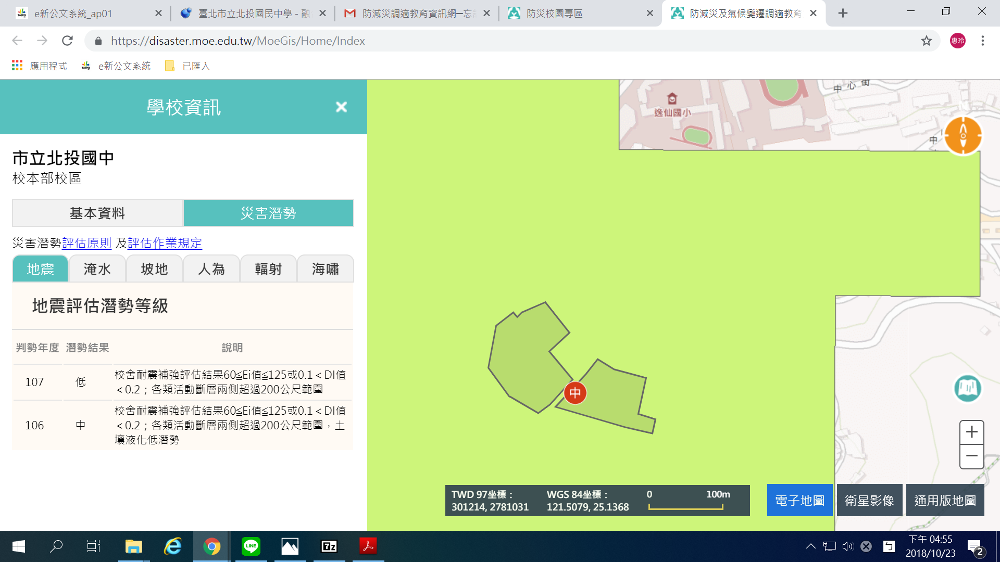 e新公文系統_ap01
臺北市立北投國民中學 - 融
防減災調適教育資訊網─忘
防災校園專區
防減災及氣候變遷調適教育
https://disaster.moe.edu.tw/MoeGis/Home/Index
惠玲
應用程式
TAIPEI
e新公文系統
已匯入
學校資訊
市立北投國中
校本部校區
基本資料
災害潛勢
災害潛勢評估原則 及評估作業規定
地震
淹水
坡地
人為
輻射
海嘯
地震評估潛勢等級
判勢年度 潛勢結果 說明
107 低 校舍耐震補強評估結果60≦Ei值≦125或0.1＜DI值
＜0.2；各類活動斷層兩側超過200公尺範圍
106 中 校舍耐震補強評估結果60≦Ei值≦125或0.1＜DI值
＜0.2；各類活動斷層兩側超過200公尺範圍，土
壤液化低潛勢
中心街
逸仙國小
N
中
中
TWD 97坐標：
301214, 2781031
WGS 84坐標：
121.5079, 25.1368
0 100m
電子地圖
衛星影像
通用版地圖
LINE
7z
ㄅ
下午 04:55
2018/10/23
2